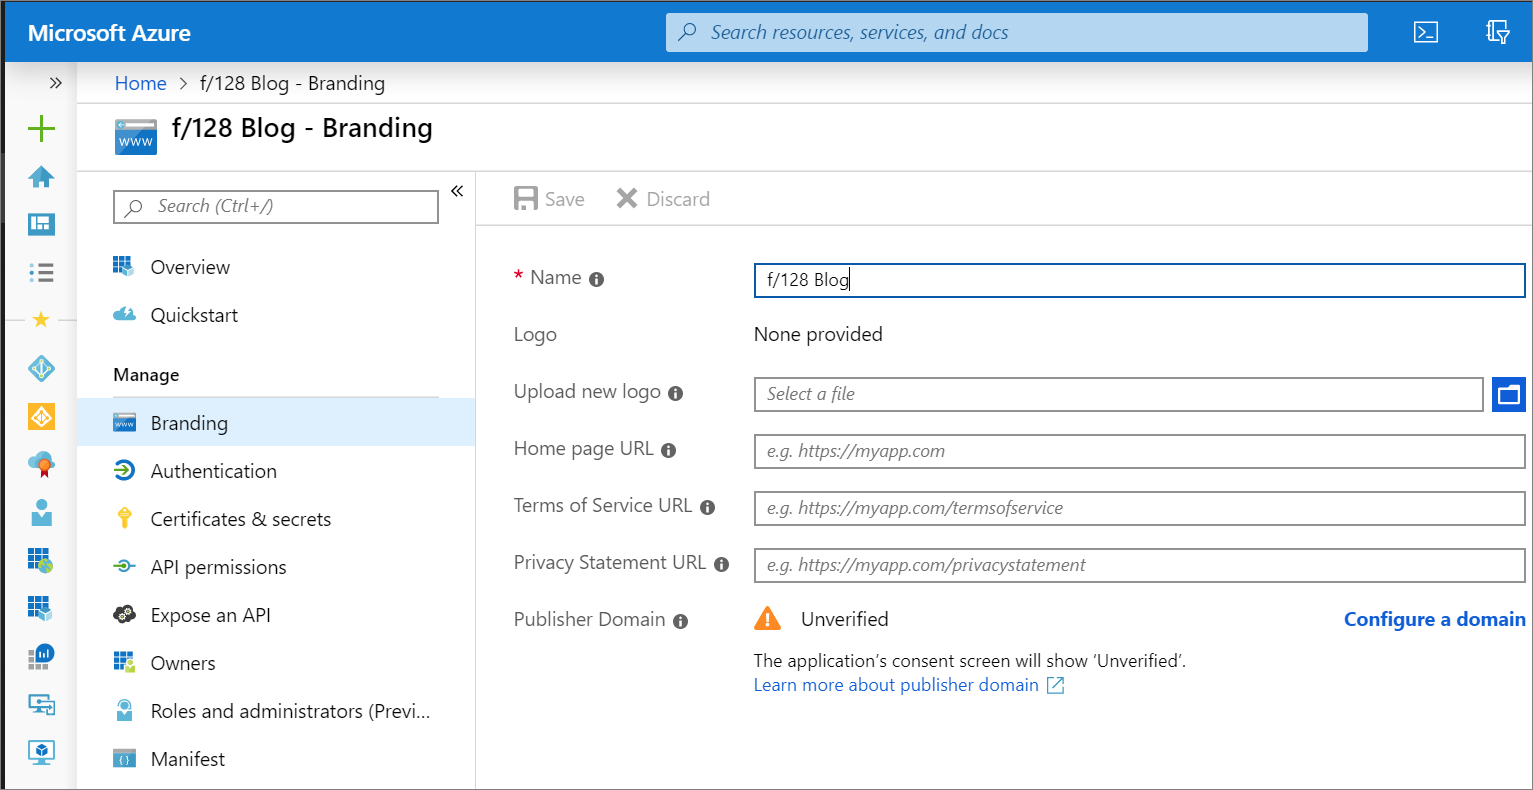 Microsoft Azure
Search resources, services, and docs
Home > f/128 Blog - Branding
www
f/128 Blog - Branding
Search (Ctrl+/)
Overview
Quickstart
Manage
Branding
Authentication
Certificates & secrets
API permissions
Expose an API
Owners
Roles and administrators (Previ...
Manifest
Save
Discard
* Name
f/128 Blog
Logo
None provided
Upload new logo
Select a file
Home page URL
e.g. https://myapp.com
Terms of Service URL
e.g. https://myapp.com/termsofservice
Privacy Statement URL
e.g. https://myapp.com/privacystatement
Publisher Domain
Unverified
Configure a domain
The application's consent screen will show 'Unverified'.
Learn more about publisher domain